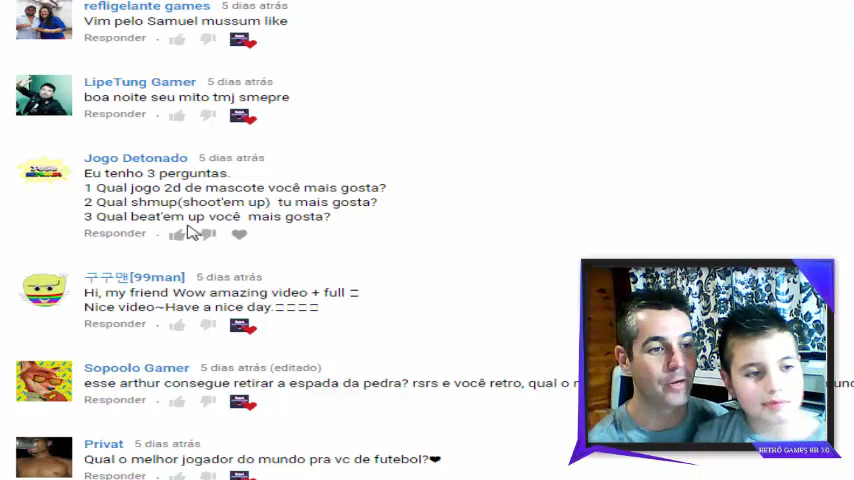 refligelante games 5 dias atrás
Vim pelo Samuel mussum like
Responder
LipeTung Gamer 5 dias atrás
boa noite seu mito tmj smepre
Responder
Jogo Detonado 5 dias atrás
Eu tenho 3 perguntas.
1 Qual jogo 2d de mascote você mais gosta?
2 Qual shmup(shoot'em up) tu mais gosta?
3 Qual beat'em up você mais gosta?
Responder
구구맨[99man] 5 dias atrás
Hi, my friend Wow amazing video + full
Nice video~Have a nice day.
Responder
Sopoolo Gamer 5 dias atrás (editado)
esse arthur consegue retirar a espada da pedra? rsrs e você retro, qual o
Responder
Privat 5 dias atrás
Qual o melhor jogador do mundo pra vc de futebol?❤
Responder
RETRÔ GAMES BR 3.0